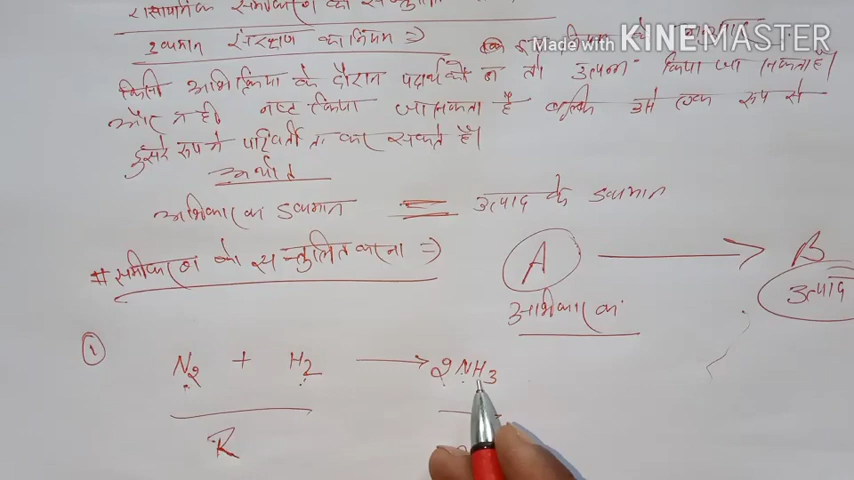 रासायनिक समीकरण को सन्तुलित
द्रव्यमान संरक्षण का नियम ⇒
Made with KINEMASTER
किसी अभिक्रिया के दौरान पदार्थ को न तो उत्पन्न किया जा सकता है
और न ही नष्ट किया जा सकता है बल्कि उसे एक रूप से
दुसरे रूप मे परिवर्तीत कर सकते है।
अर्थात
अभिकारक द्रव्यमान = उत्पाद के द्रव्यमान
# समीकरण को सन्तुलित करना ⇒
A ⟶ B
अभिकारक उत्पाद
① N2 + H2 ⟶ 2NH3
R